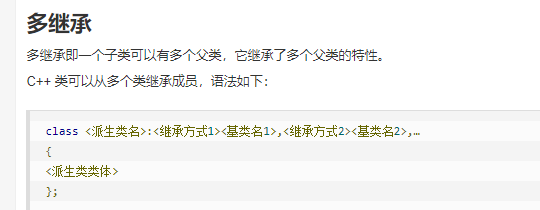 多继承
多继承即一个子类可以有多个父类，它继承了多个父类的特性。
C++ 类可以从多个类继承成员，语法如下：
class <派生类名>:<继承方式1><基类名1>,<继承方式2><基类名2>,…
{
<派生类类体>
};